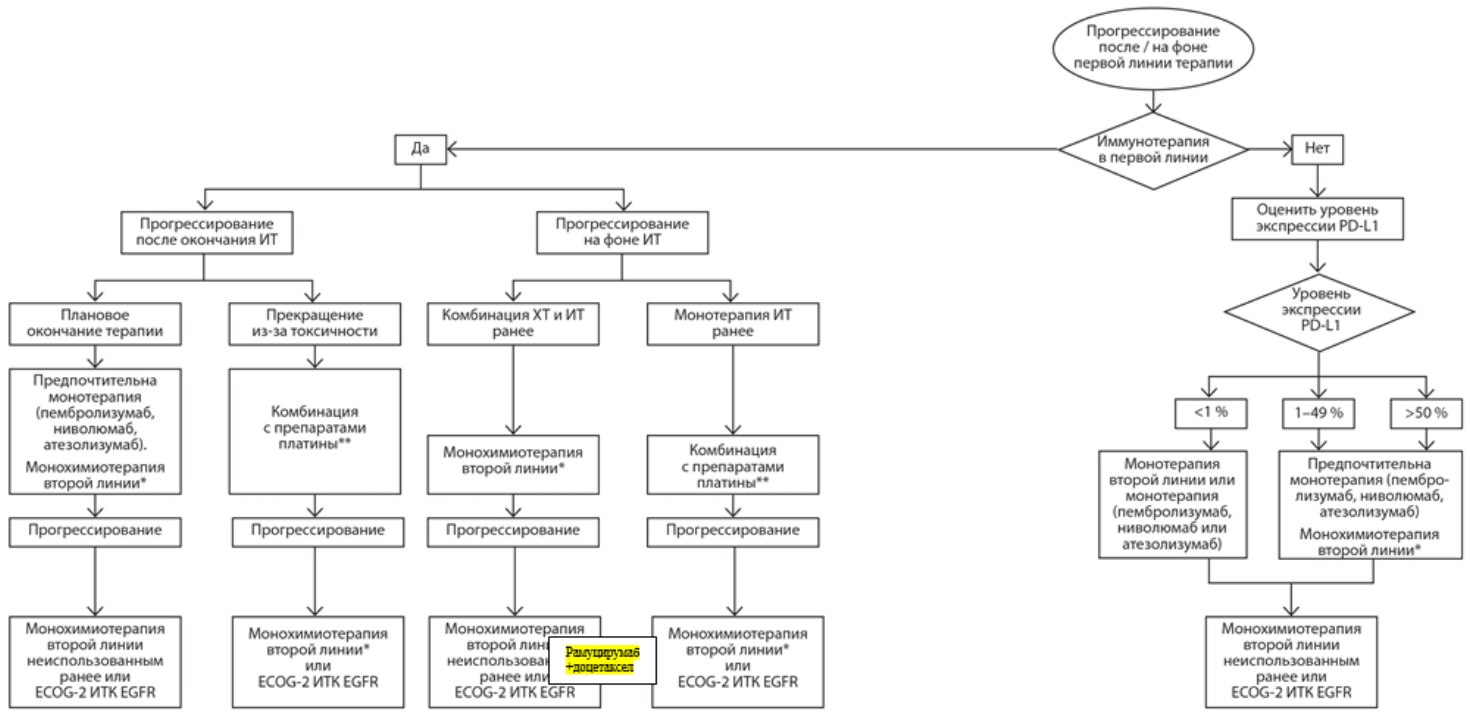 Прогрессирование
после / на фоне
первой линии терапии
Иммунотерапия
в первой линии
Да
Нет
Прогрессирование
после окончания ИТ
Прогрессирование
на фоне ИТ
Оценить уровень
экспрессии PD-L1
Плановое
окончание терапии
Прекращение
из-за токсичности
Комбинация ХТ и ИТ
ранее
Монотерапия ИТ
ранее
Уровень
экспрессии
PD-L1
Предпочтительна
монотерапия
(пембролизумаб,
ниволюмаб,
атезолизумаб).
Монохимиотерапия
второй линии*
Комбинация
с препаратами
платины**
Монохимиотерапия
второй линии*
Комбинация
с препаратами
платины**
<1 %
1–49 %
>50 %
Монотерапия
второй линии или
монотерапия
(пембролизумаб,
ниволюмаб или
атезолизумаб)
Предпочтительна
монотерапия (пембро-
лизумаб, ниволюмаб,
атезолизумаб)
Монохимиотерапия
второй линии*
Прогрессирование
Прогрессирование
Прогрессирование
Прогрессирование
Монохимиотерапия
второй линии
неиспользованным
ранее или
ECOG-2 ИТК EGFR
Монохимиотерапия
второй линии*
или
ECOG-2 ИТК EGFR
Монохимиотерапия
второй линии
ранее или
ECOG-2 ИТК EGFR
Рамуцирумаб
+доцетаксел
Монохимиотерапия
второй линии*
или
ECOG-2 ИТК EGFR
Монохимиотерапия
второй линии
неиспользованным
ранее или
ECOG-2 ИТК EGFR